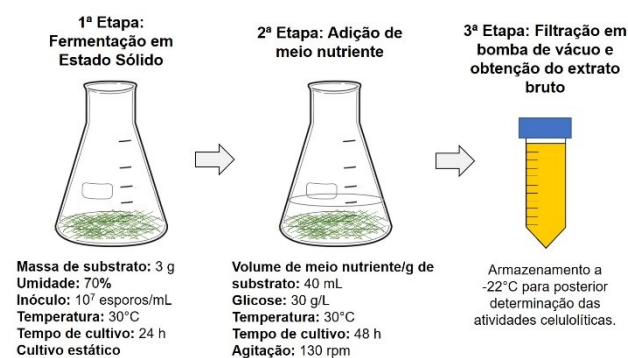 1ª Etapa:
Fermentação em
Estado Sólido
2ª Etapa: Adição de
meio nutriente
3ª Etapa: Filtração em
bomba de vácuo e
obtenção do extrato
bruto
Massa de substrato: 3 g
Umidade: 70%
Inóculo: 10⁷ esporos/mL
Temperatura: 30°C
Tempo de cultivo: 24 h
Cultivo estático
Volume de meio nutriente/g de
substrato: 40 mL
Glicose: 30 g/L
Temperatura: 30°C
Tempo de cultivo: 48 h
Agitação: 130 rpm
Armazenamento a
-22°C para posterior
determinação das
atividades celulolíticas.